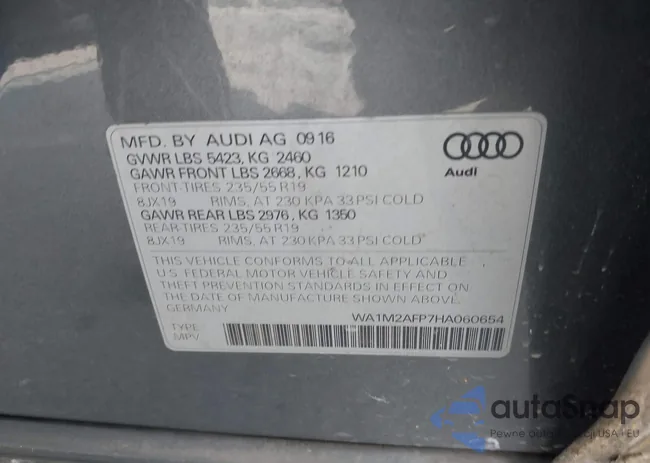 MFD. BY AUDI AG 09 16
GVWR LBS 5423, KG 2460
GAWR FRONT LBS 2668, KG 1210
FRONT-TIRES 235/55 R19
8JX19 RIMS, AT 230 KPA 33 PSI COLD
GAWR REAR LBS 2976, KG 1350
REAR TIRES 235/55 R19
8JX19 RIMS, AT 230 KPA 33 PSI COLD
Audi
THIS VEHICLE CONFORMS TO ALL APPLICABLE
U.S. FEDERAL MOTOR VEHICLE SAFETY AND
THEFT PREVENTION STANDARDS IN EFFECT ON
THE DATE OF MANUFACTURE SHOWN ABOVE.
GERMANY
WA1M2AFP7HA060654
TYPE
MPV
autoSnap
Pewne auto z USA i EU